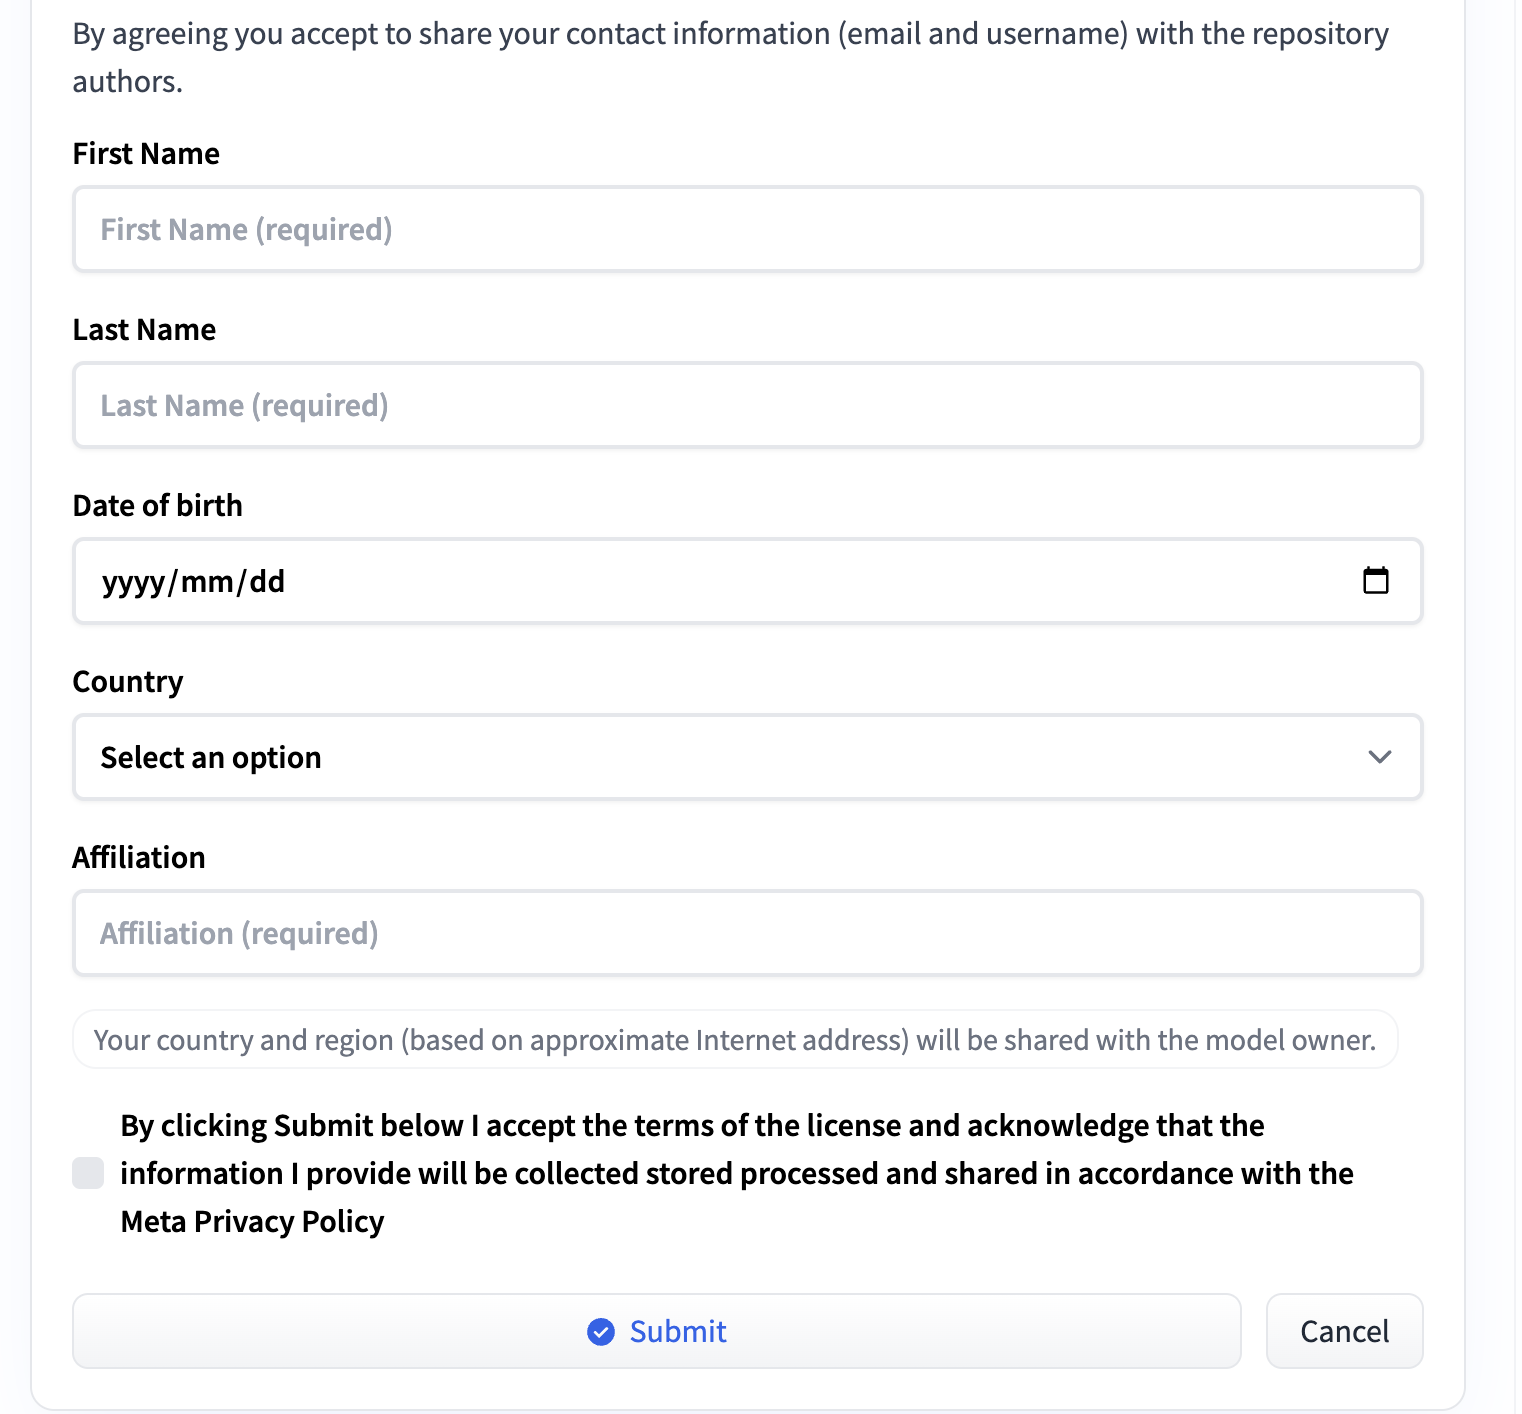 By agreeing you accept to share your contact information (email and username) with the repository
authors.
First Name
First Name (required)
Last Name
Last Name (required)
Date of birth
yyyy/mm/dd
Country
Select an option
Affiliation
Affiliation (required)
Your country and region (based on approximate Internet address) will be shared with the model owner.
By clicking Submit below I accept the terms of the license and acknowledge that the
information I provide will be collected stored processed and shared in accordance with the
Meta Privacy Policy
Submit
Cancel